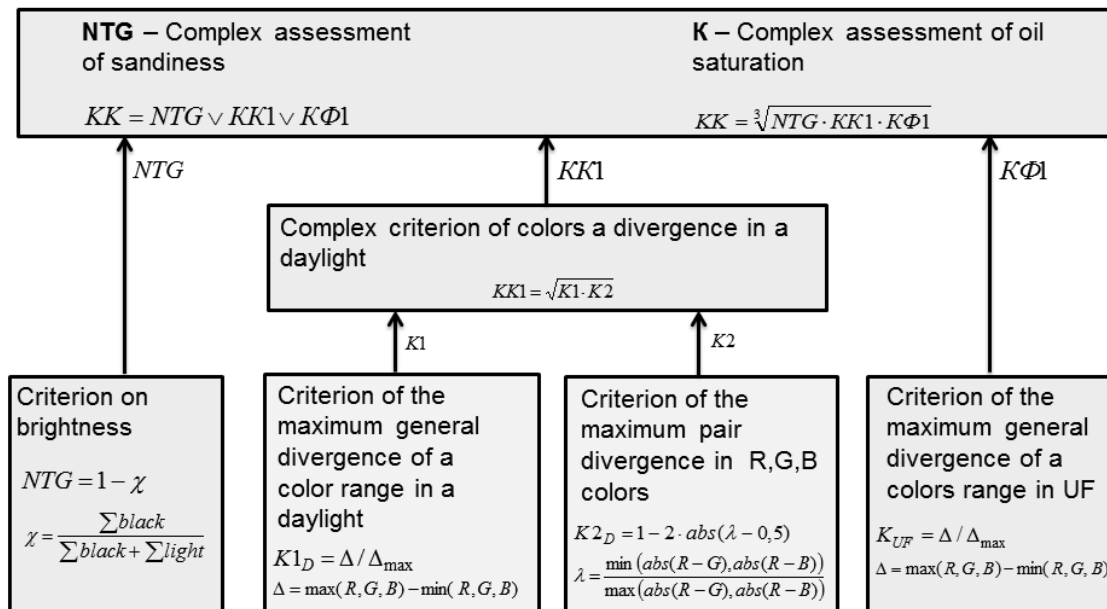 NTG – Complex assessment
of sandiness
KK = NTG ∨ KK1 ∨ KФ1
K – Complex assessment of oil
saturation
KK = ∛(NTG · KK1 · KФ1)
NTG
KK1
KФ1
Complex criterion of colors a divergence in a
daylight
KK1 = √(K1 · K2)
K1
K2
Criterion on
brightness
NTG = 1 − χ
χ = ∑black / (∑black + ∑light)
Criterion of the
maximum general
divergence of a
color range in a
daylight
K1_D = Δ / Δ_max
Δ = max(R, G, B) − min( R, G, B)
Criterion of the
maximum pair
divergence in R,G,B
colors
K2_D = 1 − 2 · abs(λ − 0,5)
λ = min (abs(R − G), abs(R − B)) / max(abs(R − G), abs(R − B))
Criterion of the
maximum general
divergence of a
colors range in UF
K_UF = Δ / Δ_max
Δ = max(R, G, B) − min( R, G, B)